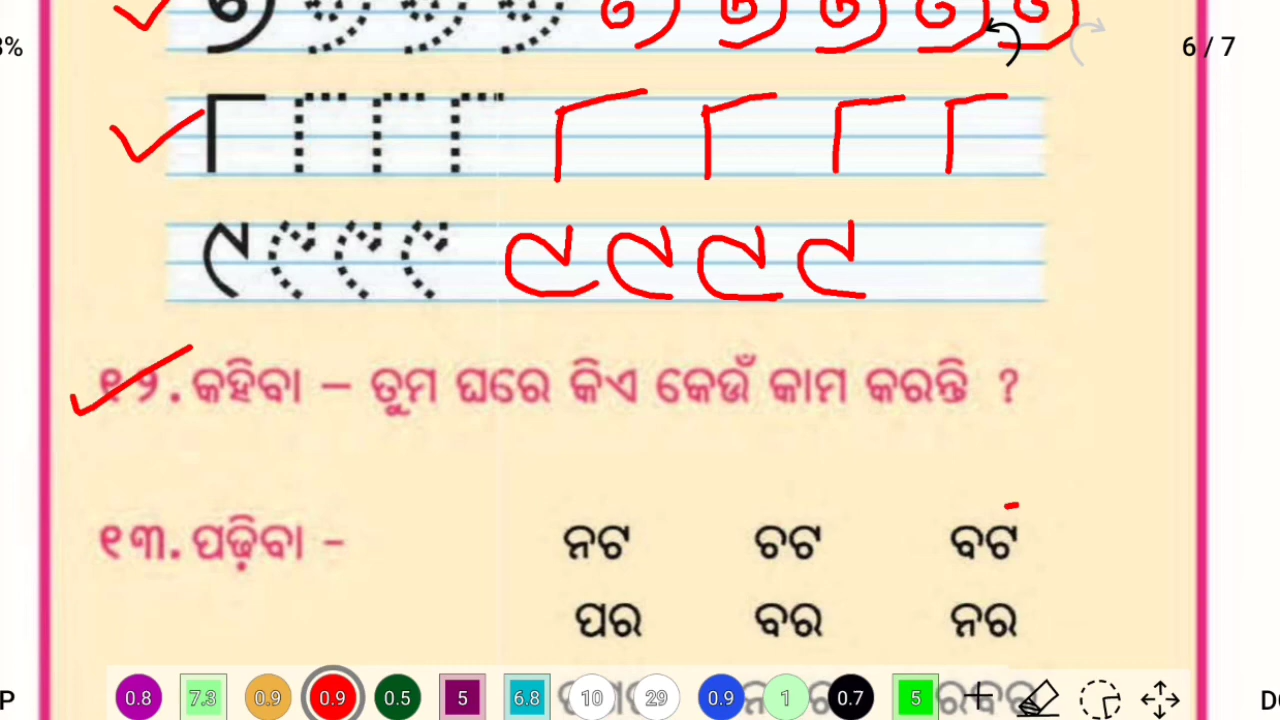 6 / 7
୧୨. କହିବା – ତୁମ ଘରେ କିଏ କେଉଁ କାମ କରନ୍ତି ?
୧୩. ପଢ଼ିବା – ନଟ ଚଟ ବଟ
ପର ବର ନର
0.8 7.3 0.9 0.9 0.5 5 6.8 10 29 0.9 1 0.7 5